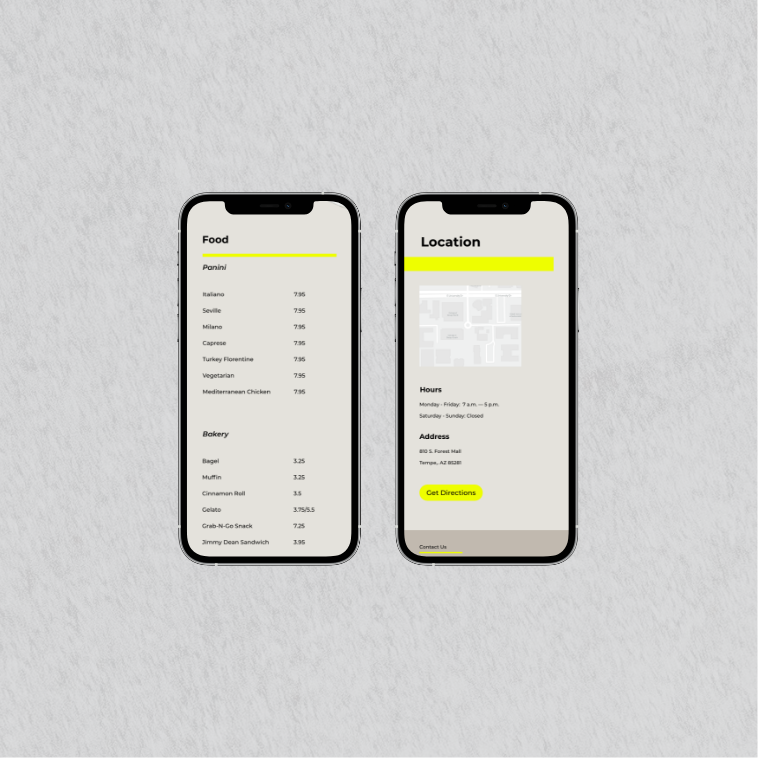 Food
Panini
Italiano 7.95
Seville 7.95
Milano 7.95
Caprese 7.95
Turkey Florentine 7.95
Vegetarian 7.95
Mediterranean Chicken 7.95
Bakery
Bagel 3.25
Muffin 3.25
Cinnamon Roll 3.5
Gelato 3.75/5.5
Grab-N-Go Snack 7.25
Jimmy Dean Sandwich 3.95
Location
Hours
Monday - Friday: 7 a.m. — 5 p.m.
Saturday - Sunday: Closed
Address
810 S. Forest Mall
Tempe, AZ 85281
Get Directions
Contact Us